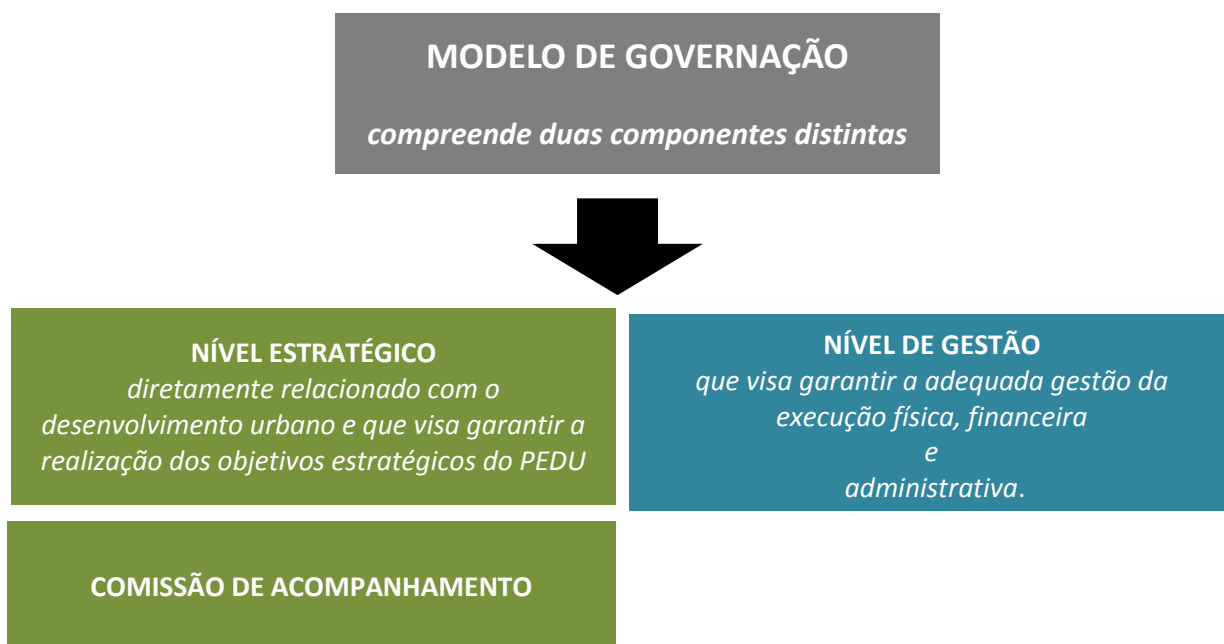 MODELO DE GOVERNAÇÃO
compreende duas componentes distintas
NÍVEL ESTRATÉGICO
diretamente relacionado com o
desenvolvimento urbano e que visa garantir a
realização dos objetivos estratégicos do PEDU
NÍVEL DE GESTÃO
que visa garantir a adequada gestão da
execução física, financeira
e
administrativa.
COMISSÃO DE ACOMPANHAMENTO